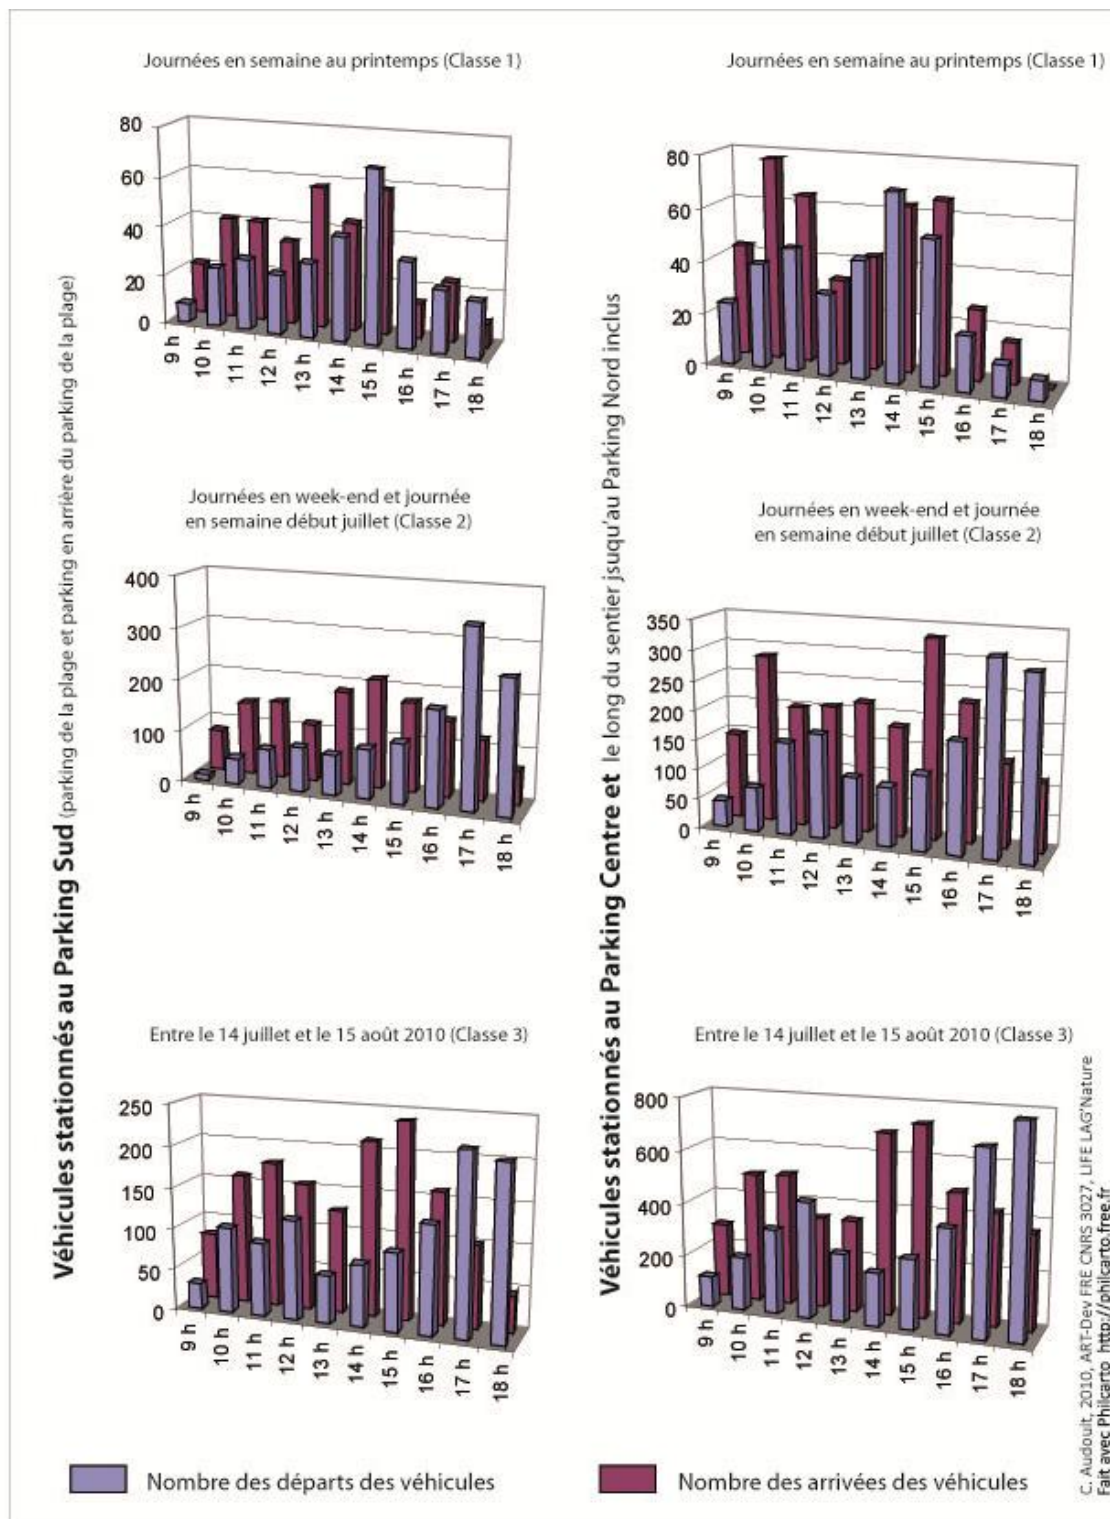 Véhicules stationnés au Parking Sud (parking de la plage et parking en arrière du parking de la plage)
Journées en semaine au printemps (Classe 1)
80
60
40
20
0
9 h
10 h
11 h
12 h
13 h
14 h
15 h
16 h
17 h
18 h
Journées en week-end et journée
en semaine début juillet (Classe 2)
400
300
200
100
0
9 h
10 h
11 h
12 h
13 h
14 h
15 h
16 h
17 h
18 h
Entre le 14 juillet et le 15 août 2010 (Classe 3)
250
200
150
100
50
0
9 h
10 h
11 h
12 h
13 h
14 h
15 h
16 h
17 h
18 h
Véhicules stationnés au Parking Centre et le long du sentier jsuqu'au Parking Nord inclus
Journées en semaine au printemps (Classe 1)
80
60
40
20
0
9 h
10 h
11 h
12 h
13 h
14 h
15 h
16 h
17 h
18 h
Journées en week-end et journée
en semaine début juillet (Classe 2)
350
300
250
200
150
100
50
0
9 h
10 h
11 h
12 h
13 h
14 h
15 h
16 h
17 h
18 h
Entre le 14 juillet et le 15 août 2010 (Classe 3)
800
600
400
200
0
9 h
10 h
11 h
12 h
13 h
14 h
15 h
16 h
17 h
18 h
Nombre des départs des véhicules
Nombre des arrivées des véhicules
C. Audouit, 2010, ART-Dev FRE CNRS 3027, LIFE LAG'Nature
Fait avec Philcarto http://philcarto.free.fr